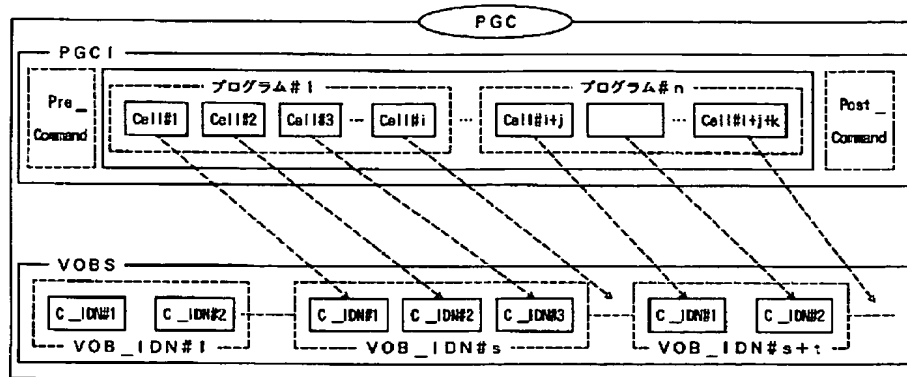 PGC
PGCI
プログラム#1
プログラム#n
Pre_
Command
Cell#1
Cell#2
Cell#3
…
Cell#i
…
Cell#i+j
…
Cell#i+j+k
Post_
Command
VOBS
C_IDN#1
C_IDN#2
C_IDN#1
C_IDN#2
C_IDN#3
C_IDN#1
C_IDN#2
VOB_IDN#1
VOB_IDN#s
VOB_IDN#s+t